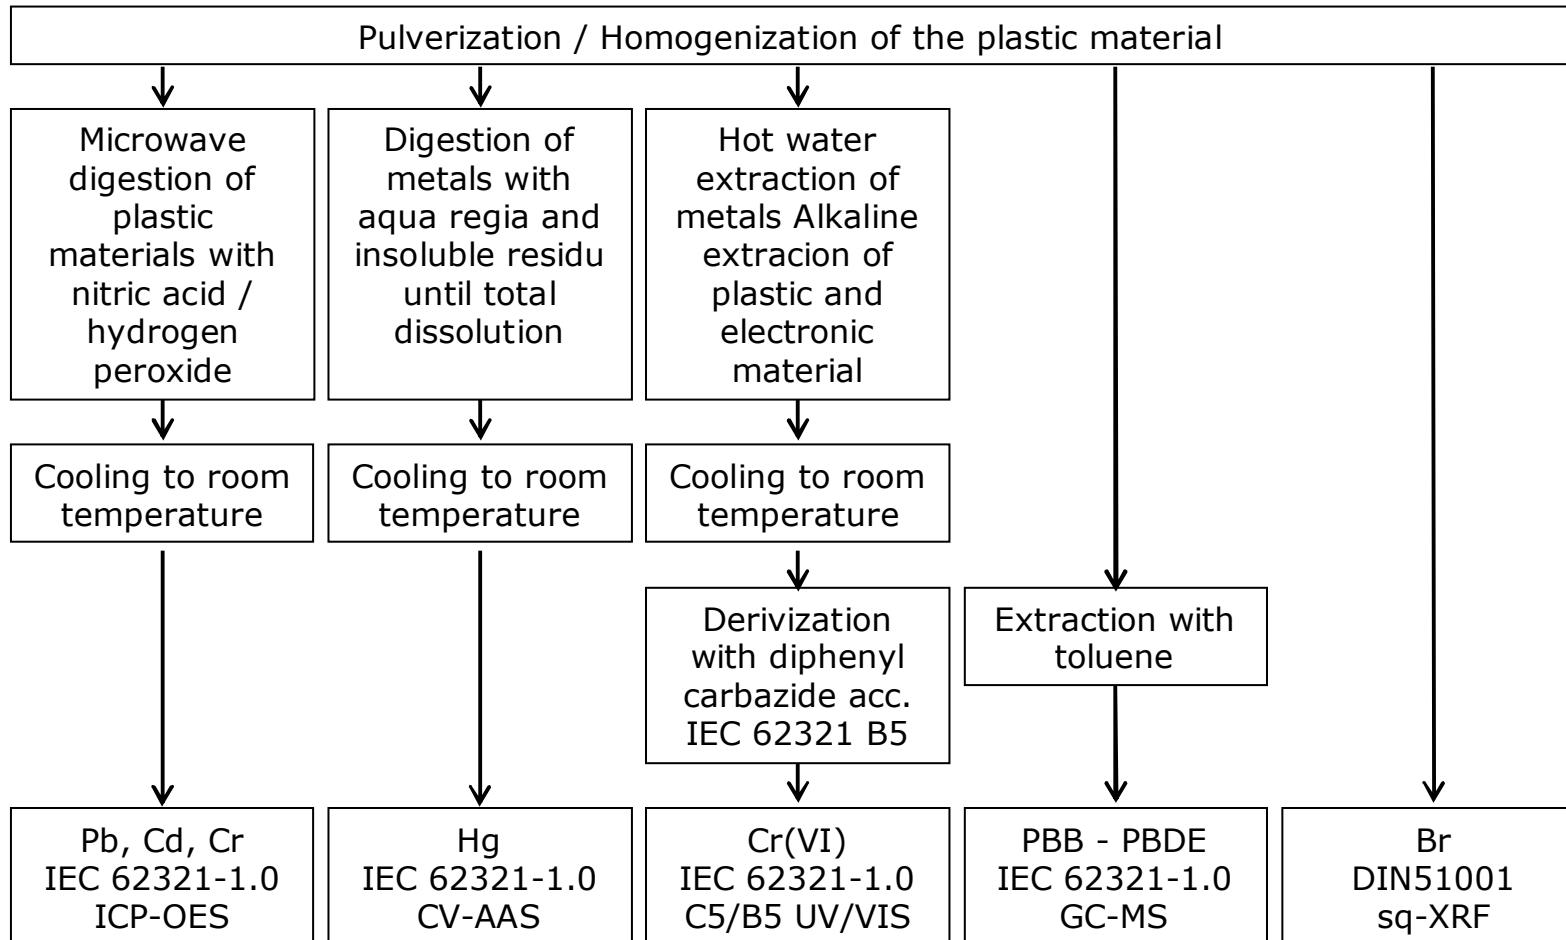 Pulverization / Homogenization of the plastic material
Microwave
digestion of
plastic
materials with
nitric acid /
hydrogen
peroxide
Digestion of
metals with
aqua regia and
insoluble residu
until total
dissolution
Hot water
extraction of
metals Alkaline
extracion of
plastic and
electronic
material
Cooling to room
temperature
Cooling to room
temperature
Cooling to room
temperature
Derivization
with diphenyl
carbazide acc.
IEC 62321 B5
Extraction with
toluene
Pb, Cd, Cr
IEC 62321-1.0
ICP-OES
Hg
IEC 62321-1.0
CV-AAS
Cr(VI)
IEC 62321-1.0
C5/B5 UV/VIS
PBB - PBDE
IEC 62321-1.0
GC-MS
Br
DIN51001
sq-XRF